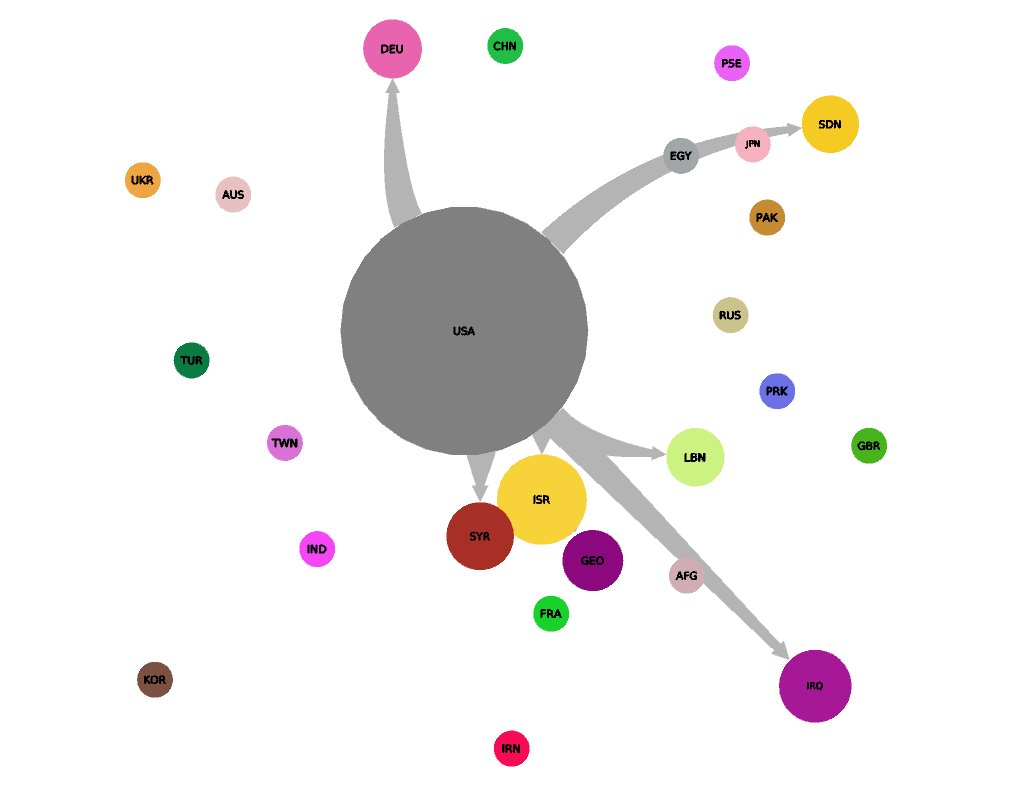 DEU
CHN
PSE
SDN
JPN
EGY
UKR
AUS
PAK
RUS
USA
TUR
PRK
TWN
GBR
LBN
ISR
SYR
IND
GEO
AFG
FRA
KOR
IRQ
IRN